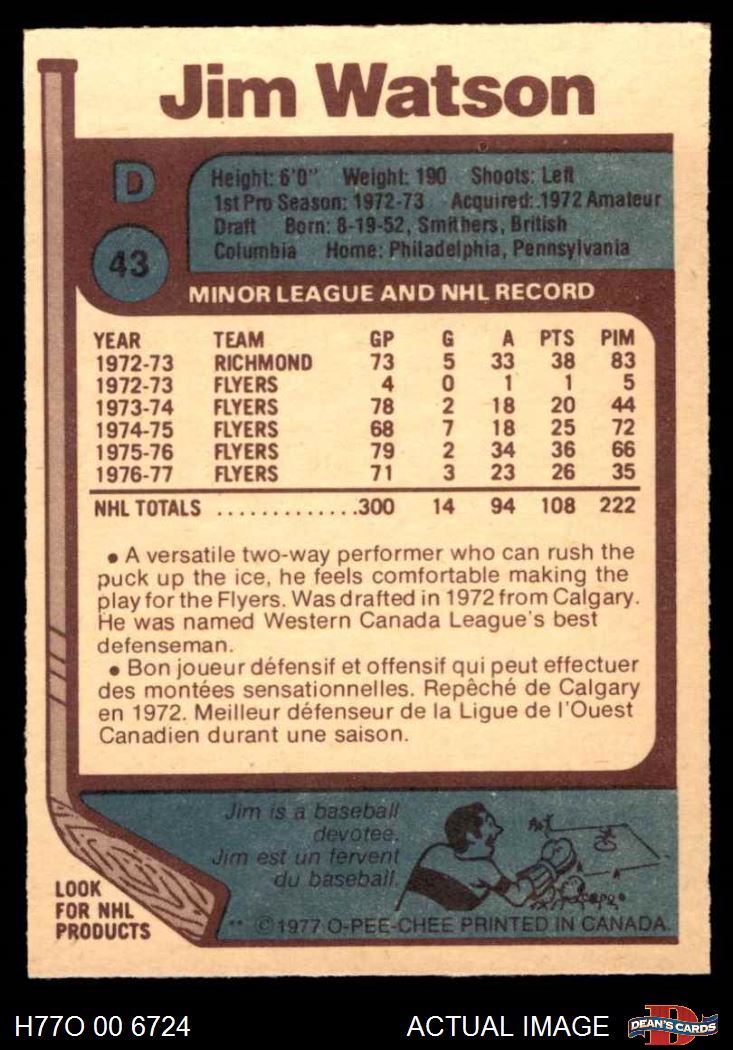 Jim Watson
D
43
Height: 6'0" Weight: 190 Shoots: Left
1st Pro Season: 1972-73 Acquired: 1972 Amateur
Draft Born: 8-19-52, Smithers, British
Columbia Home: Philadelphia, Pennsylvania
MINOR LEAGUE AND NHL RECORD
YEAR TEAM GP G A PTS PIM
1972-73 RICHMOND 73 5 33 38 83
1972-73 FLYERS 4 0 1 1 5
1973-74 FLYERS 78 2 18 20 44
1974-75 FLYERS 68 7 18 25 72
1975-76 FLYERS 79 2 34 36 66
1976-77 FLYERS 71 3 23 26 35
NHL TOTALS ..............300 14 94 108 222
• A versatile two-way performer who can rush the
puck up the ice, he feels comfortable making the
play for the Flyers. Was drafted in 1972 from Calgary.
He was named Western Canada League's best
defenseman.
• Bon joueur défensif et offensif qui peut effectuer
des montées sensationnelles. Repêché de Calgary
en 1972. Meilleur défenseur de la Ligue de l'Ouest
Canadien durant une saison.
Jim is a baseball
devotee.
Jim est un fervent
du baseball.
LOOK
FOR NHL
PRODUCTS
** © 1977 O-PEE-CHEE PRINTED IN CANADA.
H77O 00 6724 ACTUAL IMAGE DEAN'S CARDS